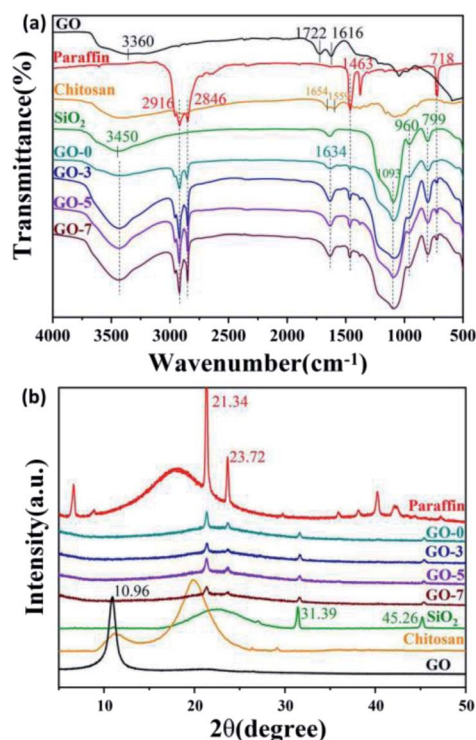 (a)
3360
1722
1616
GO
Paraffin
1463
718
Chitosan
2916
2846
1654
1559
SiO2
3450
960
799
GO-0
1634
1093
GO-3
GO-5
GO-7
Transmittance(%)
4000 3500 3000 2500 2000 1500 1000 500
Wavenumber(cm-1)
(b)
21.34
23.72
Paraffin
GO-0
GO-3
GO-5
10.96
GO-7
31.39
45.26
SiO2
Chitosan
GO
Intensity(a.u.)
10 20 30 40 50
2θ(degree)